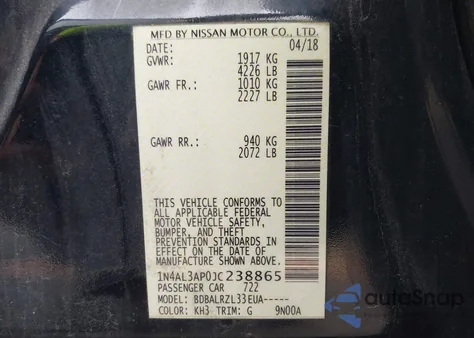 MFD BY NISSAN MOTOR CO., LTD.
DATE: 04/18
GVWR: 1917 KG
4226 LB
GAWR FR.: 1010 KG
2227 LB
GAWR RR.: 940 KG
2072 LB
THIS VEHICLE CONFORMS TO
ALL APPLICABLE FEDERAL
MOTOR VEHICLE SAFETY,
BUMPER, AND THEFT
PREVENTION STANDARDS IN
EFFECT ON THE DATE OF
MANUFACTURE SHOWN ABOVE.
1N4AL3AP0JC238865
PASSENGER CAR 722
MODEL: BDBALRZL33EUA-----
COLOR: KH3 TRIM: G 9N00A
autoSnap